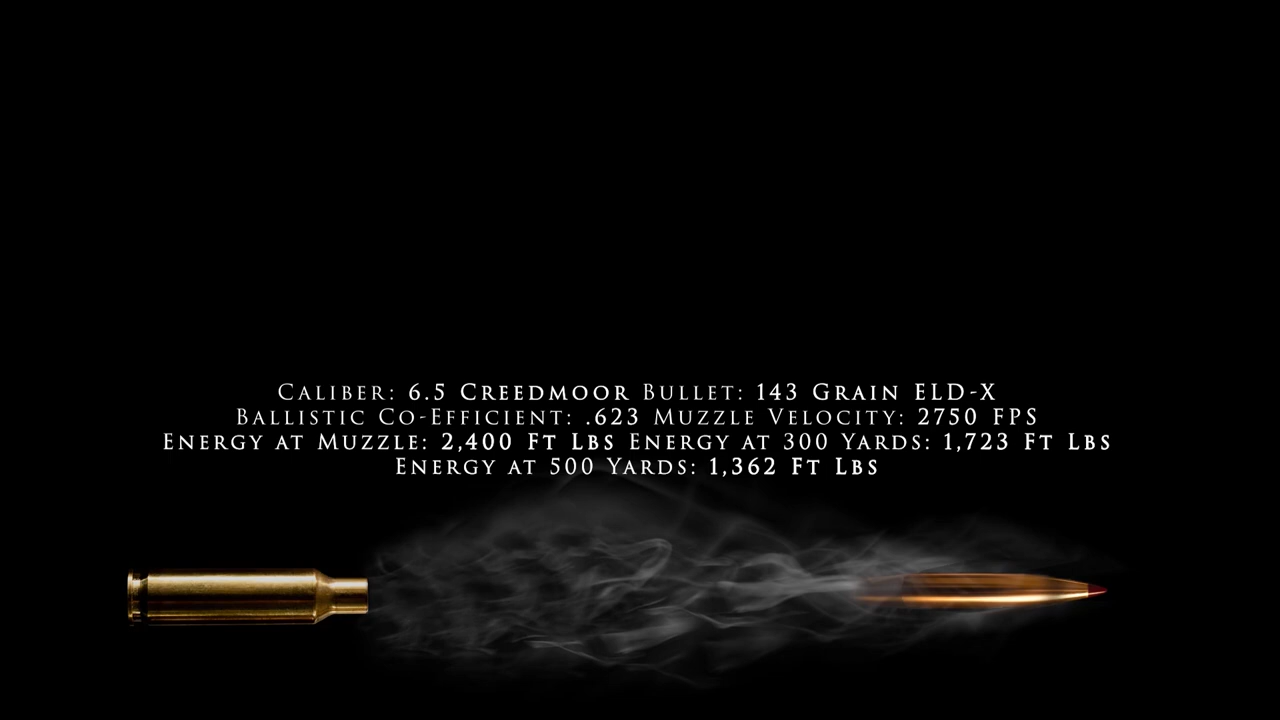 Caliber: 6.5 Creedmoor Bullet: 143 Grain ELD-X
Ballistic Co-Efficient: .623 Muzzle Velocity: 2750 FPS
Energy at Muzzle: 2,400 Ft Lbs Energy at 300 Yards: 1,723 Ft Lbs
Energy at 500 Yards: 1,362 Ft Lbs